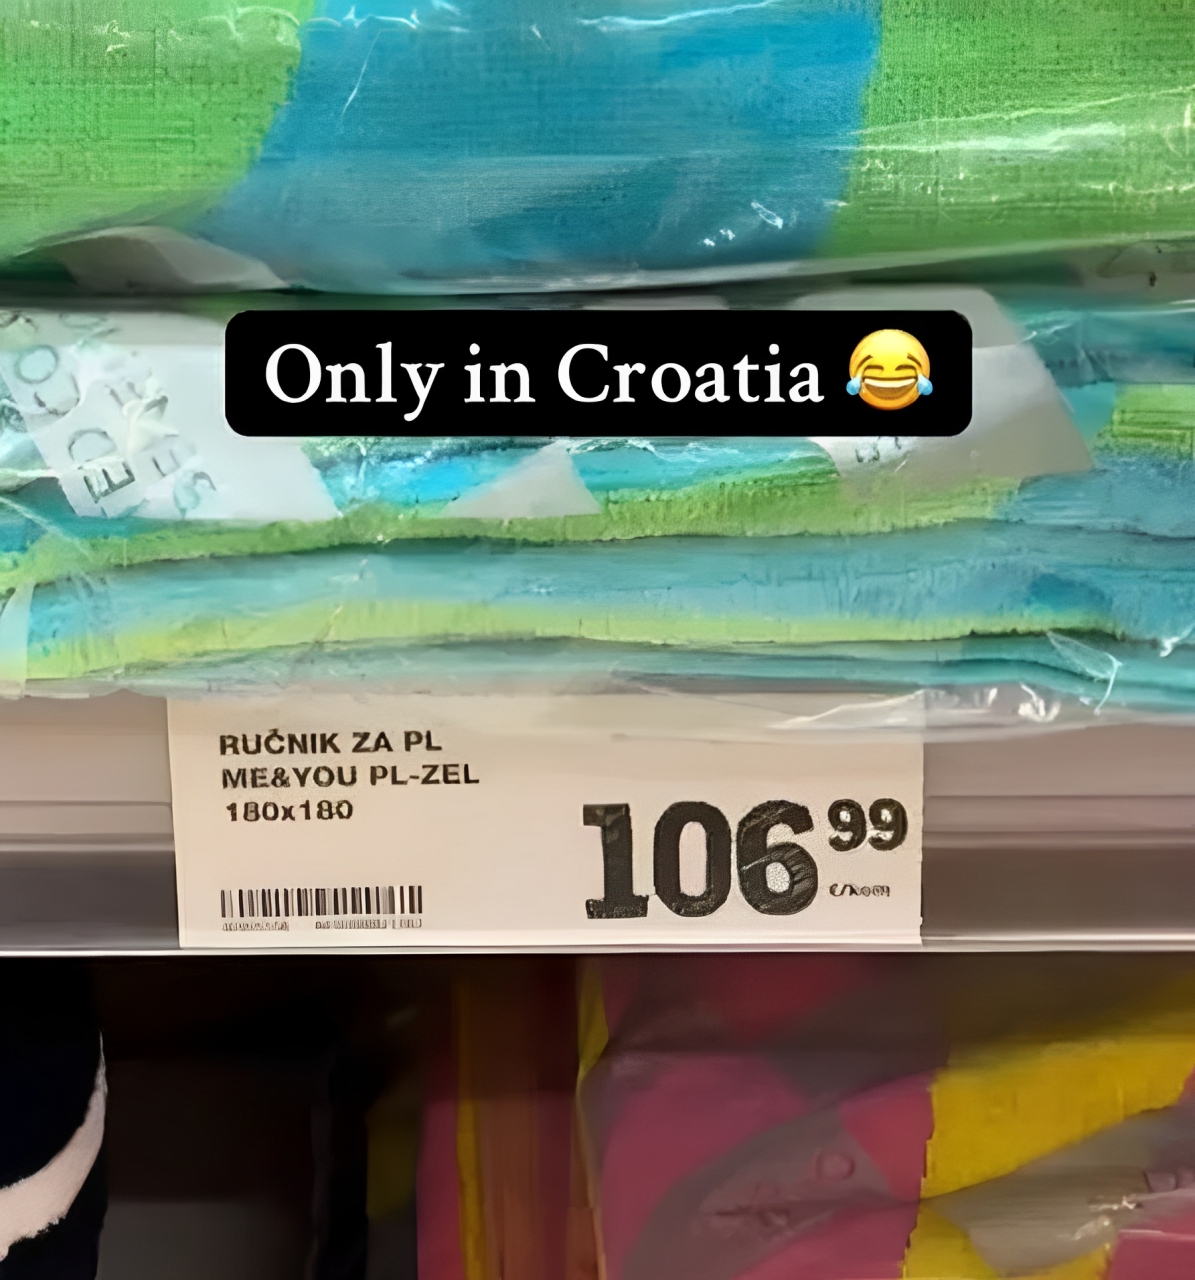 Only in Croatia 😂
RUČNIK ZA PL
ME&YOU PL-ZEL
180x180
106 99